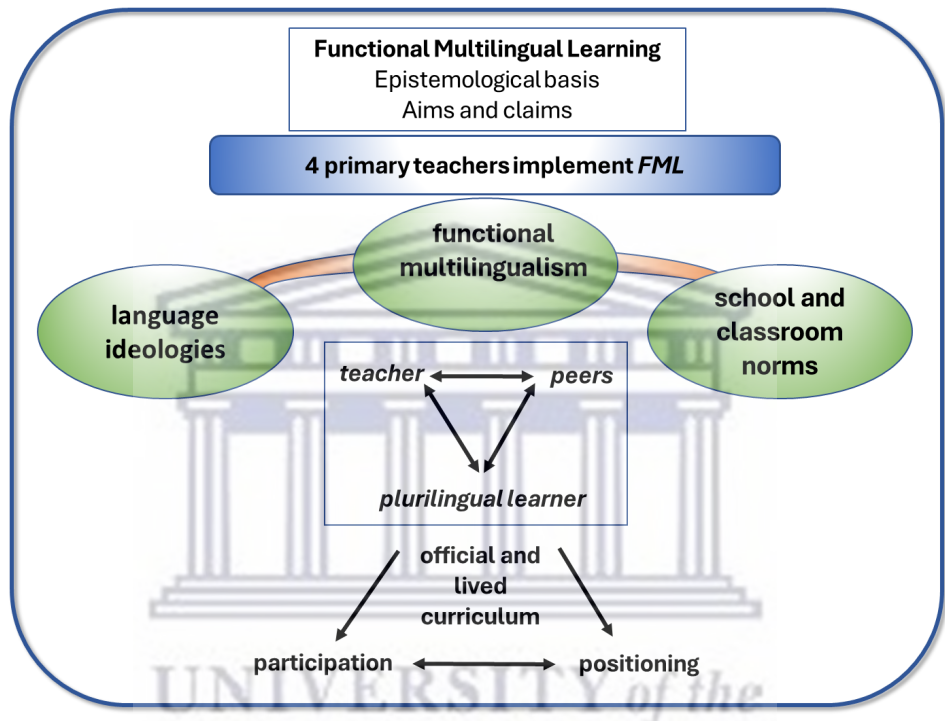 Functional Multilingual Learning
Epistemological basis
Aims and claims
4 primary teachers implement FML
functional
multilingualism
language
ideologies
school and
classroom
norms
teacher
peers
plurilingual learner
official and
lived
curriculum
participation
positioning
UNIVERSITY of the